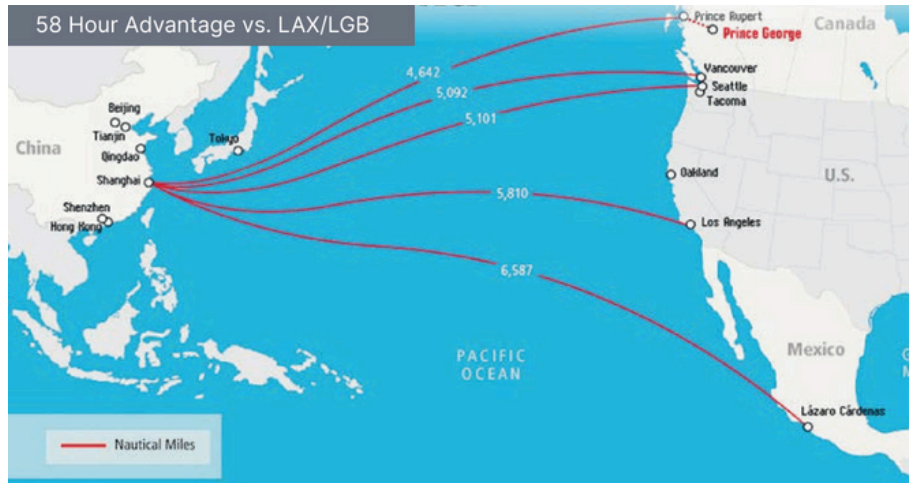 58 Hour Advantage vs. LAX/LGB
Prince Rupert
Prince George
Canada
4,642
Vancouver
5,092
Seattle
Tacoma
5,101
Beijing
Tianjin
Tokyo
China
Qingdao
Shanghai
Oakland
U.S.
5,810
Shenzhen
Hong Kong
Los Angeles
6,587
PACIFIC
OCEAN
Mexico
G
M
Lázaro Cárdenas
Nautical Miles